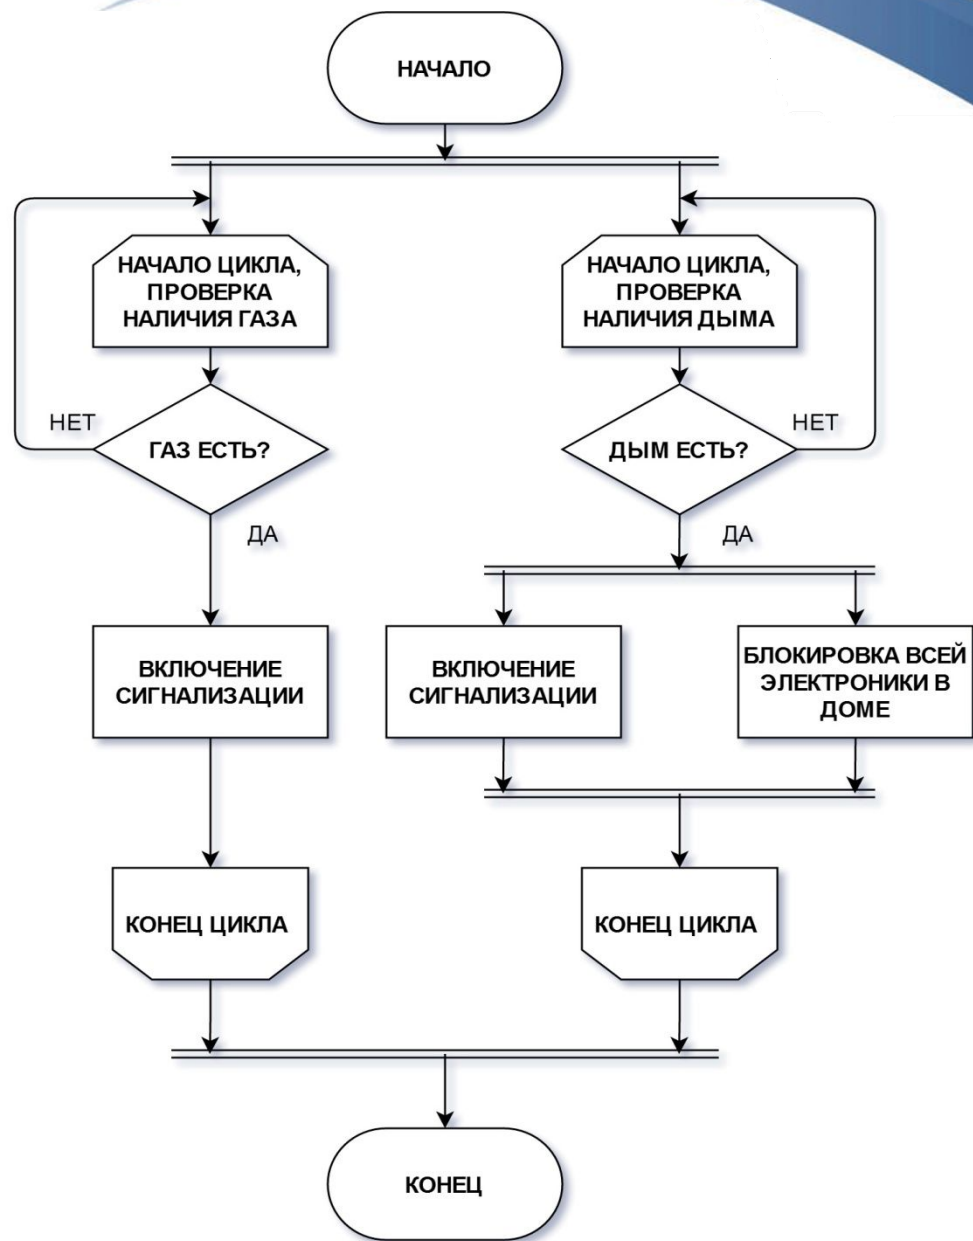 НАЧАЛО
НАЧАЛО ЦИКЛА,
ПРОВЕРКА
НАЛИЧИЯ ГАЗА
НАЧАЛО ЦИКЛА,
ПРОВЕРКА
НАЛИЧИЯ ДЫМА
НЕТ
ГАЗ ЕСТЬ?
ДЫМ ЕСТЬ?
НЕТ
ДА
ДА
ВКЛЮЧЕНИЕ
СИГНАЛИЗАЦИИ
ВКЛЮЧЕНИЕ
СИГНАЛИЗАЦИИ
БЛОКИРОВКА ВСЕЙ
ЭЛЕКТРОНИКИ В
ДОМЕ
КОНЕЦ ЦИКЛА
КОНЕЦ ЦИКЛА
КОНЕЦ